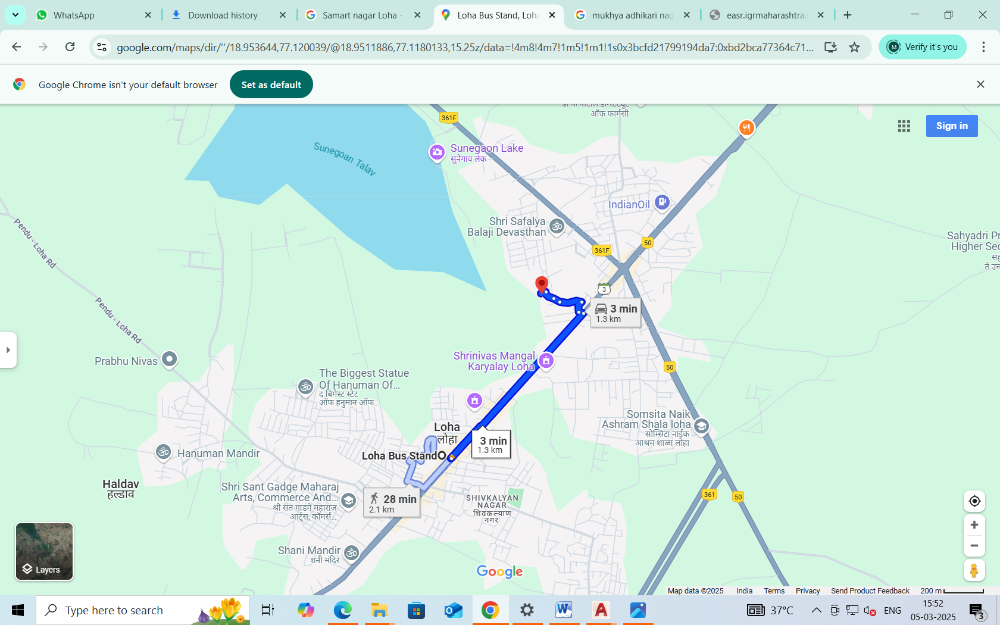 WhatsApp
Download history
Samart nagar Loha -
Loha Bus Stand, Loha
mukhya adhikari nag
easr.igrmaharashtra.
google.com/maps/dir/''/18.953644,77.120039/@18.9511886,77.1180133,15.25z/data=!4m8!4m7!1m5!1m1!1s0x3bcfd21799194da7:0xbd2bca77364c71...
M
Verify it's you
Google Chrome isn't your default browser
Set as default
ऑफ फार्मसी
361F
Sign in
Sunegaon Lake
सुनेगाव लेक
Sunegoan Talav
IndianOil
Shri Safalya
Balaji Devasthan
361F
50
Sahyadri Pr
Higher Sec
Pendu - Loha Rd
3
3 min
1.3 km
Pendu - Loha Rd
Prabhu Nivas
Shrinivas Mangal
Karyalay Loha
50
The Biggest Statue
Of Hanuman Of...
द बिगेस्ट स्टेट
ऑफ हनुमान ऑफ...
Somsita Naik
Ashram Shala loha
सोम्सिटा नाईक
आश्रम शाळा लोहा
Loha
लोहा
3 min
1.3 km
Loha Bus Stand
Hanuman Mandir
Haldav
हल्डाव
Shri Sant Gadge Maharaj
Arts, Commerce And...
श्री संत गाडगे महाराज
आर्ट्स, कॉमर्स...
28 min
2.1 km
SHIVKALYAN
NAGAR
शिवकल्याण
नगर
361
50
Shani Mandir
शनी मंदिर
Layers
Google
Map data ©2025
India
Terms
Privacy
Send Product Feedback
200 m
Type here to search
37°C
ENG
15:52
05-03-2025
3